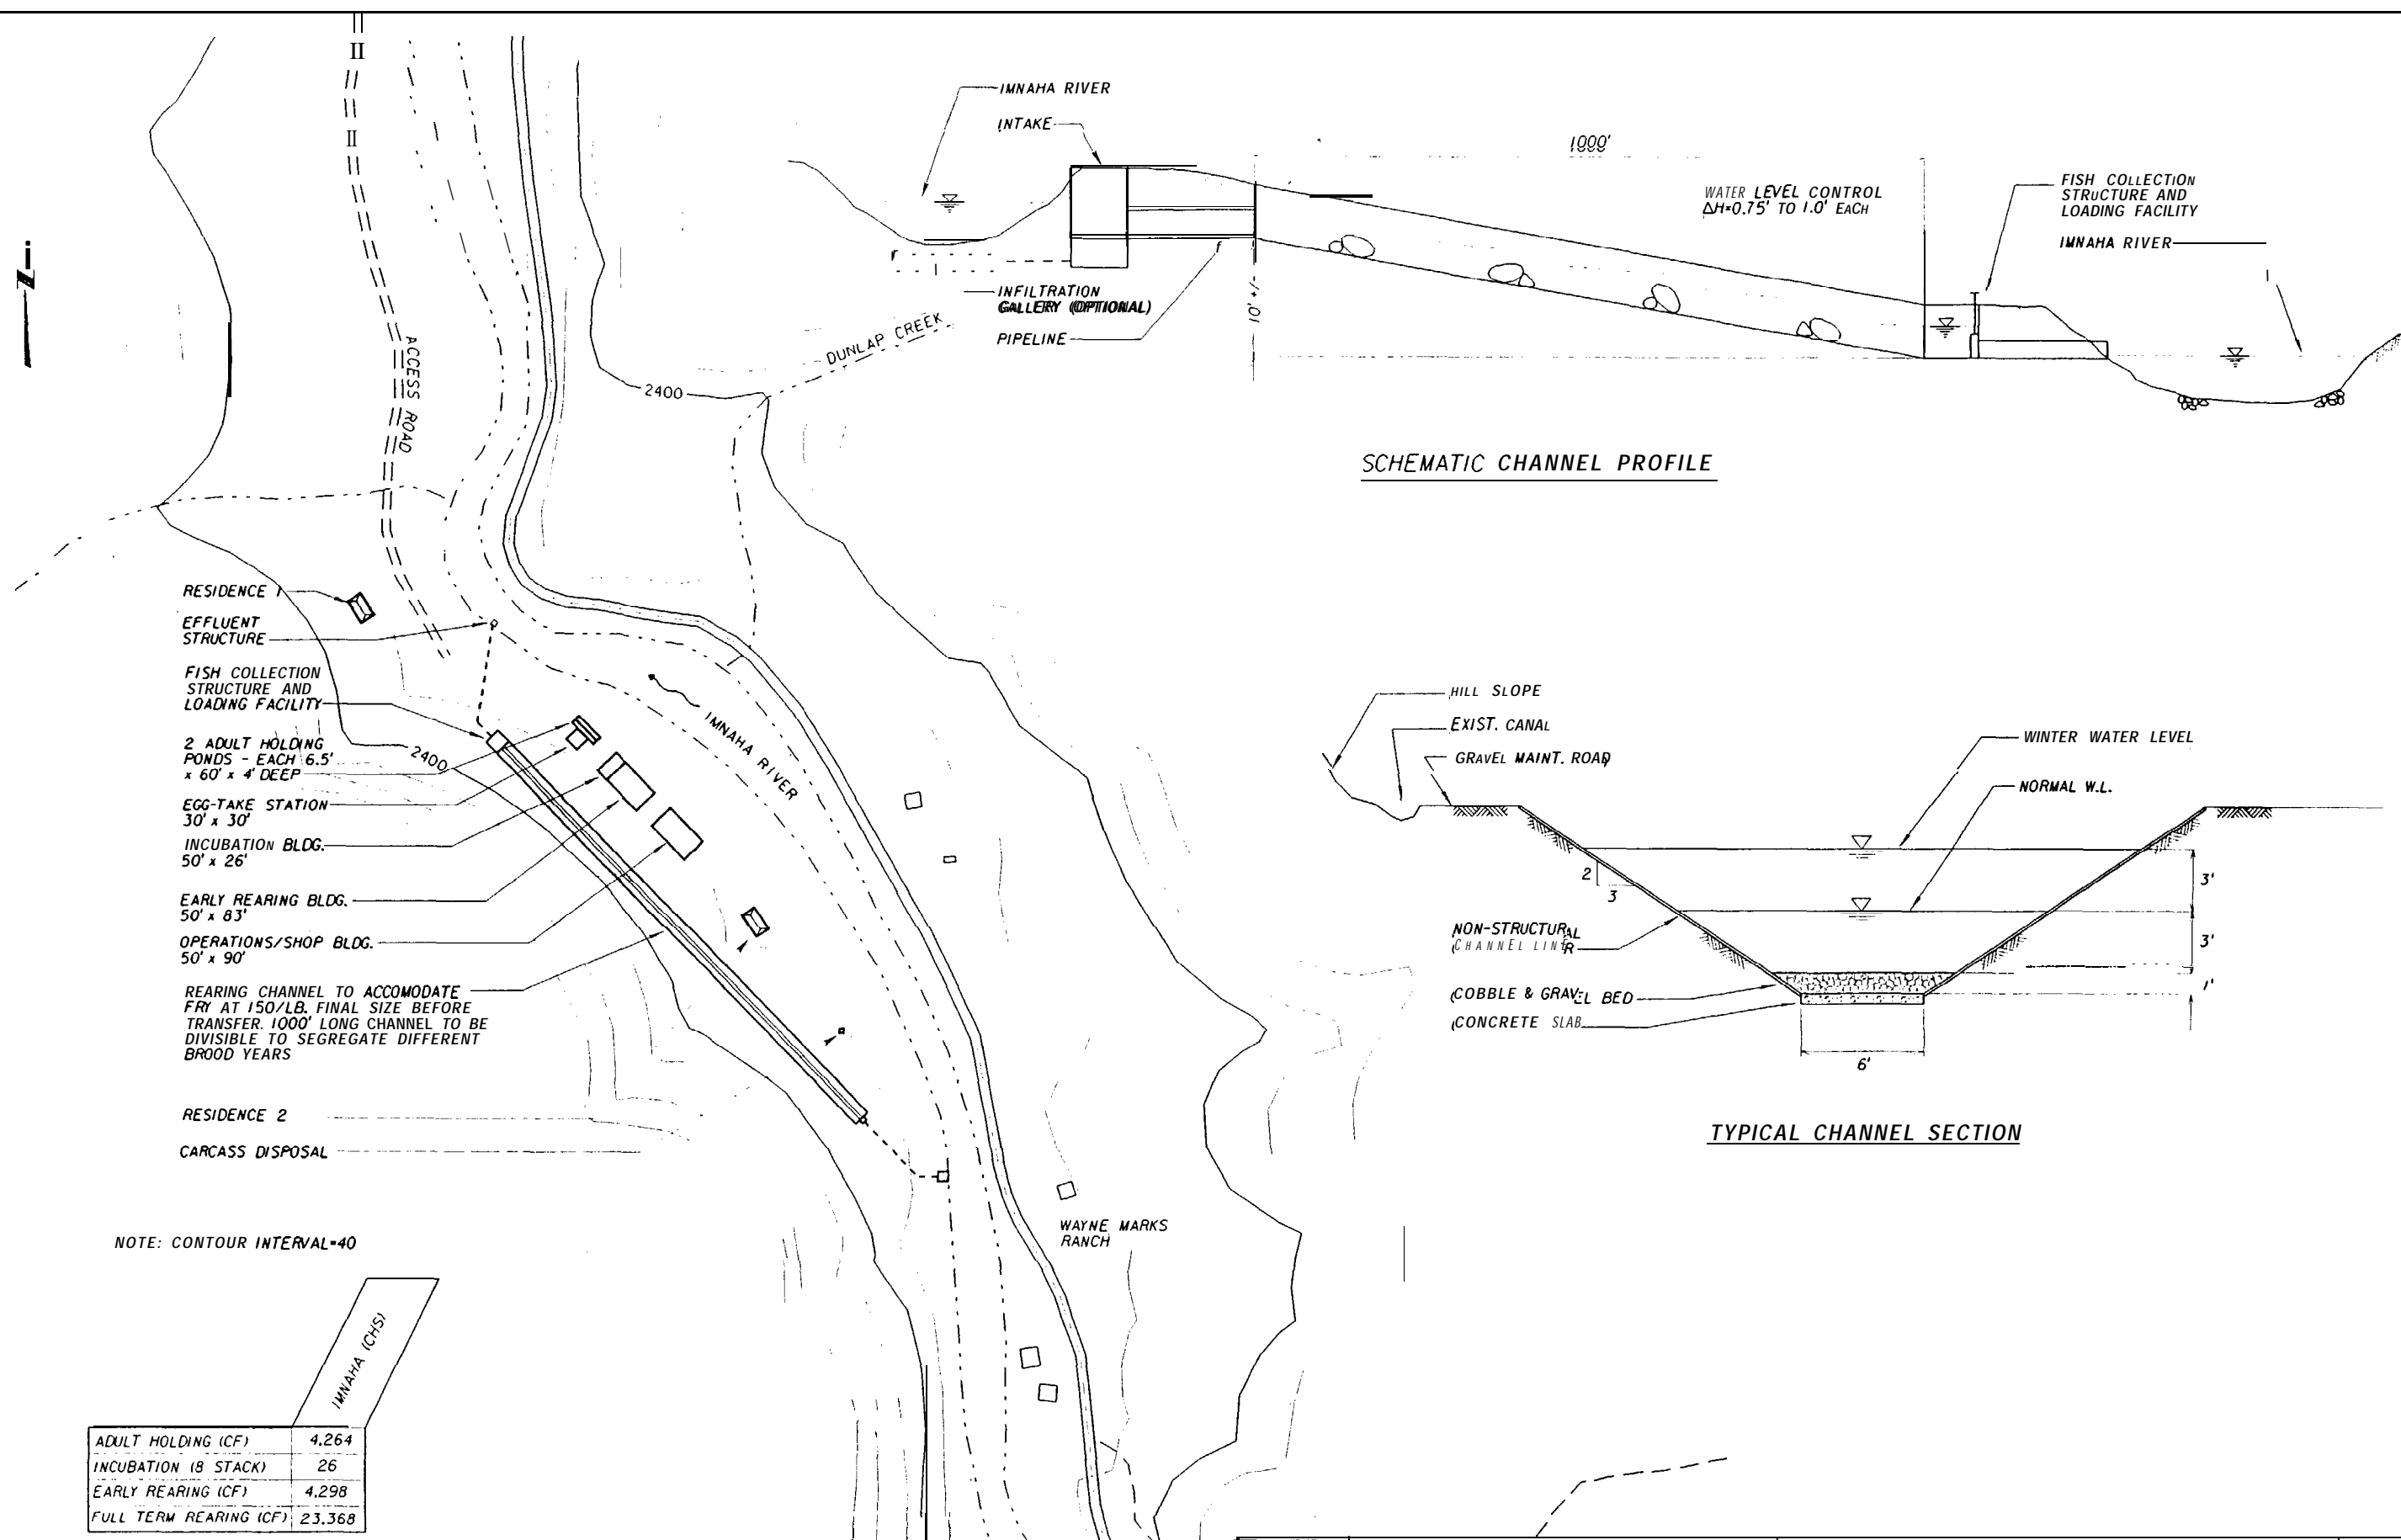 II
II
ACCESS ROAD
IMNAHA RIVER
INTAKE
INFILTRATION
GALLERY (OPTIONAL)
PIPELINE
DUNLAP CREEK
2400
10' +/-
1000'
WATER LEVEL CONTROL
ΔH=0.75' TO 1.0' EACH
FISH COLLECTION
STRUCTURE AND
LOADING FACILITY
IMNAHA RIVER
SCHEMATIC CHANNEL PROFILE
RESIDENCE 1
EFFLUENT
STRUCTURE
FISH COLLECTION
STRUCTURE AND
LOADING FACILITY
2 ADULT HOLDING
PONDS - EACH 6.5'
x 60' x 4' DEEP
2400
EGG-TAKE STATION
30' x 30'
INCUBATION BLDG.
50' x 26'
EARLY REARING BLDG.
50' x 83'
OPERATIONS/SHOP BLDG.
50' x 90'
REARING CHANNEL TO ACCOMODATE
FRY AT 150/LB. FINAL SIZE BEFORE
TRANSFER. 1000' LONG CHANNEL TO BE
DIVISIBLE TO SEGREGATE DIFFERENT
BROOD YEARS
RESIDENCE 2
CARCASS DISPOSAL
IMNAHA RIVER
WAYNE MARKS
RANCH
HILL SLOPE
EXIST. CANAL
GRAVEL MAINT. ROAD
WINTER WATER LEVEL
NORMAL W.L.
2
3
3'
3'
1'
NON-STRUCTURAL
CHANNEL LINER
COBBLE & GRAVEL BED
CONCRETE SLAB
6'
TYPICAL CHANNEL SECTION
NOTE: CONTOUR INTERVAL=40
IMNAHA (CHS)
ADULT HOLDING (CF) 4,264
INCUBATION (8 STACK) 26
EARLY REARING (CF) 4,298
FULL TERM REARING (CF) 23,368